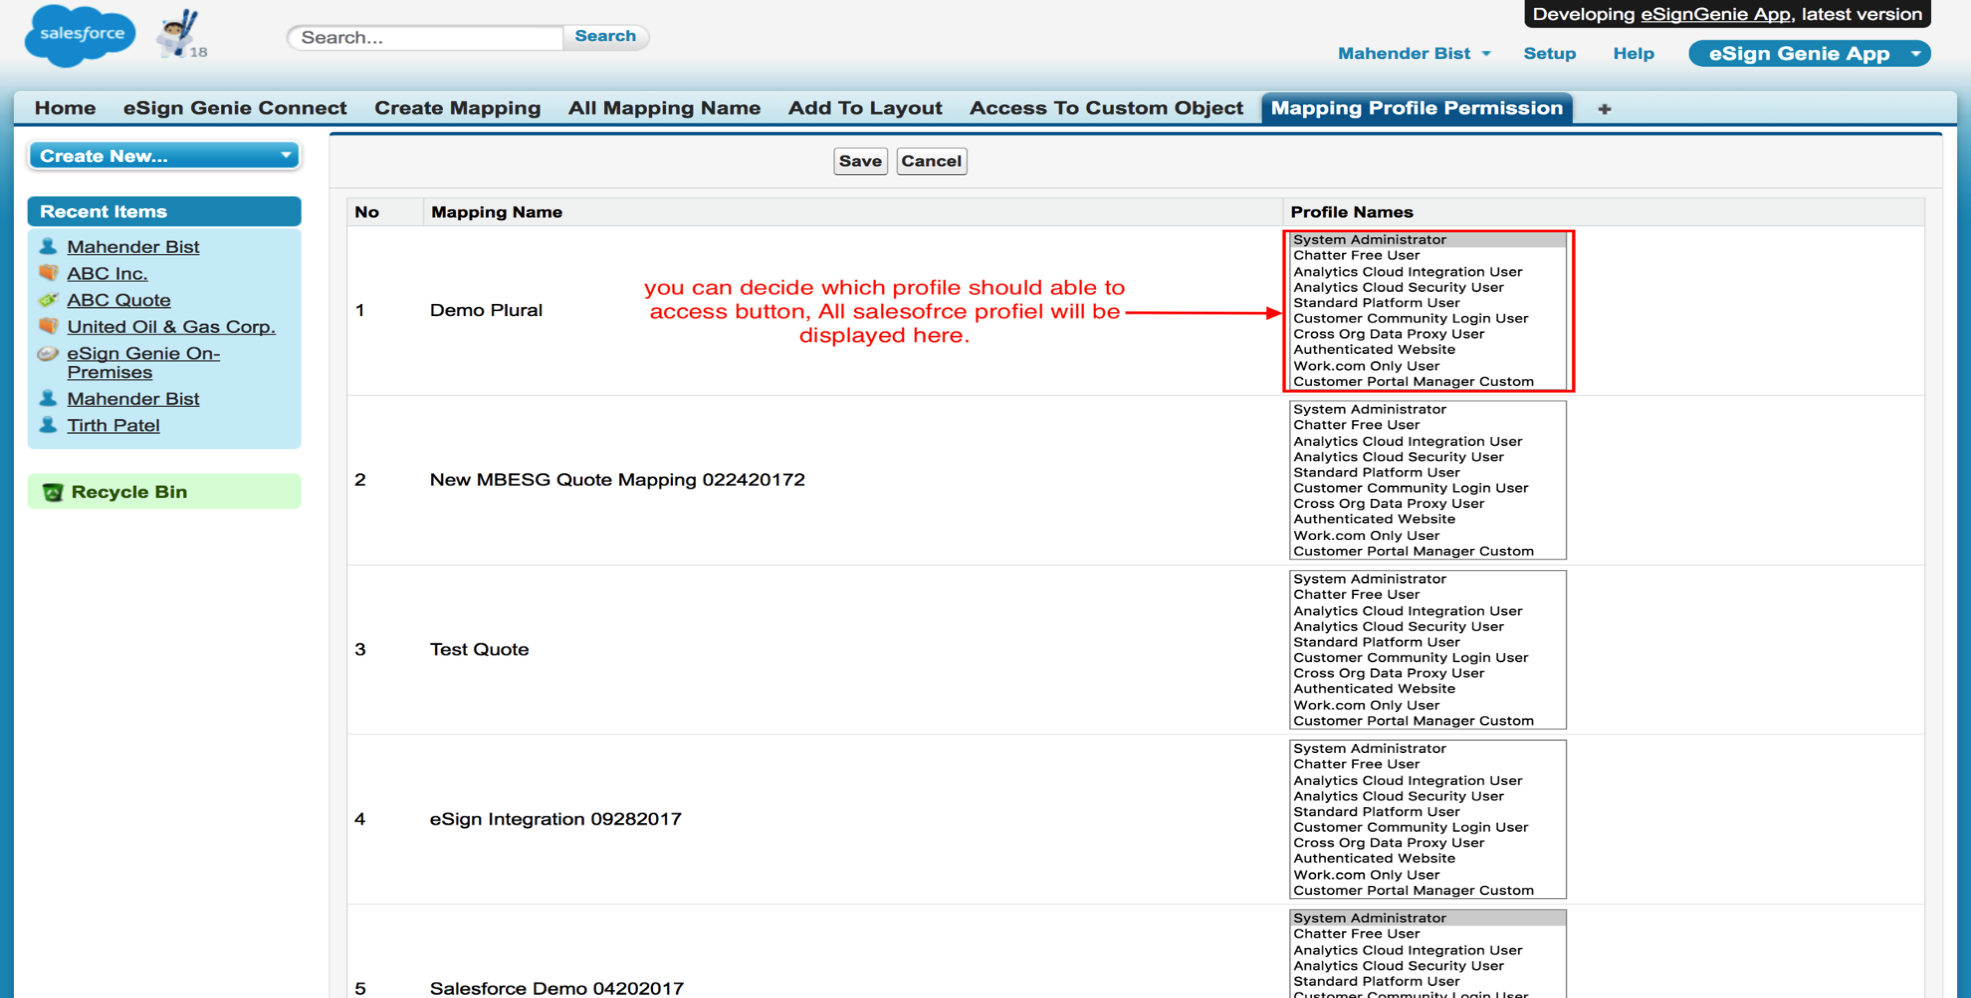 Developing eSignGenie App, latest version
salesforce
18
Search...
Search
Mahender Bist
Setup
Help
eSign Genie App
Home
eSign Genie Connect
Create Mapping
All Mapping Name
Add To Layout
Access To Custom Object
Mapping Profile Permission
+
Create New...
Recent Items
Mahender Bist
ABC Inc.
ABC Quote
United Oil & Gas Corp.
eSign Genie On-
Premises
Mahender Bist
Tirth Patel
Recycle Bin
Save
Cancel
No
Mapping Name
Profile Names
1
Demo Plural
you can decide which profile should able to
access button, All salesofrce profiel will be
displayed here.
System Administrator
Chatter Free User
Analytics Cloud Integration User
Analytics Cloud Security User
Standard Platform User
Customer Community Login User
Cross Org Data Proxy User
Authenticated Website
Work.com Only User
Customer Portal Manager Custom
2
New MBESG Quote Mapping 022420172
System Administrator
Chatter Free User
Analytics Cloud Integration User
Analytics Cloud Security User
Standard Platform User
Customer Community Login User
Cross Org Data Proxy User
Authenticated Website
Work.com Only User
Customer Portal Manager Custom
3
Test Quote
System Administrator
Chatter Free User
Analytics Cloud Integration User
Analytics Cloud Security User
Standard Platform User
Customer Community Login User
Cross Org Data Proxy User
Authenticated Website
Work.com Only User
Customer Portal Manager Custom
4
eSign Integration 09282017
System Administrator
Chatter Free User
Analytics Cloud Integration User
Analytics Cloud Security User
Standard Platform User
Customer Community Login User
Cross Org Data Proxy User
Authenticated Website
Work.com Only User
Customer Portal Manager Custom
5
Salesforce Demo 04202017
System Administrator
Chatter Free User
Analytics Cloud Integration User
Analytics Cloud Security User
Standard Platform User
Customer Community Login User